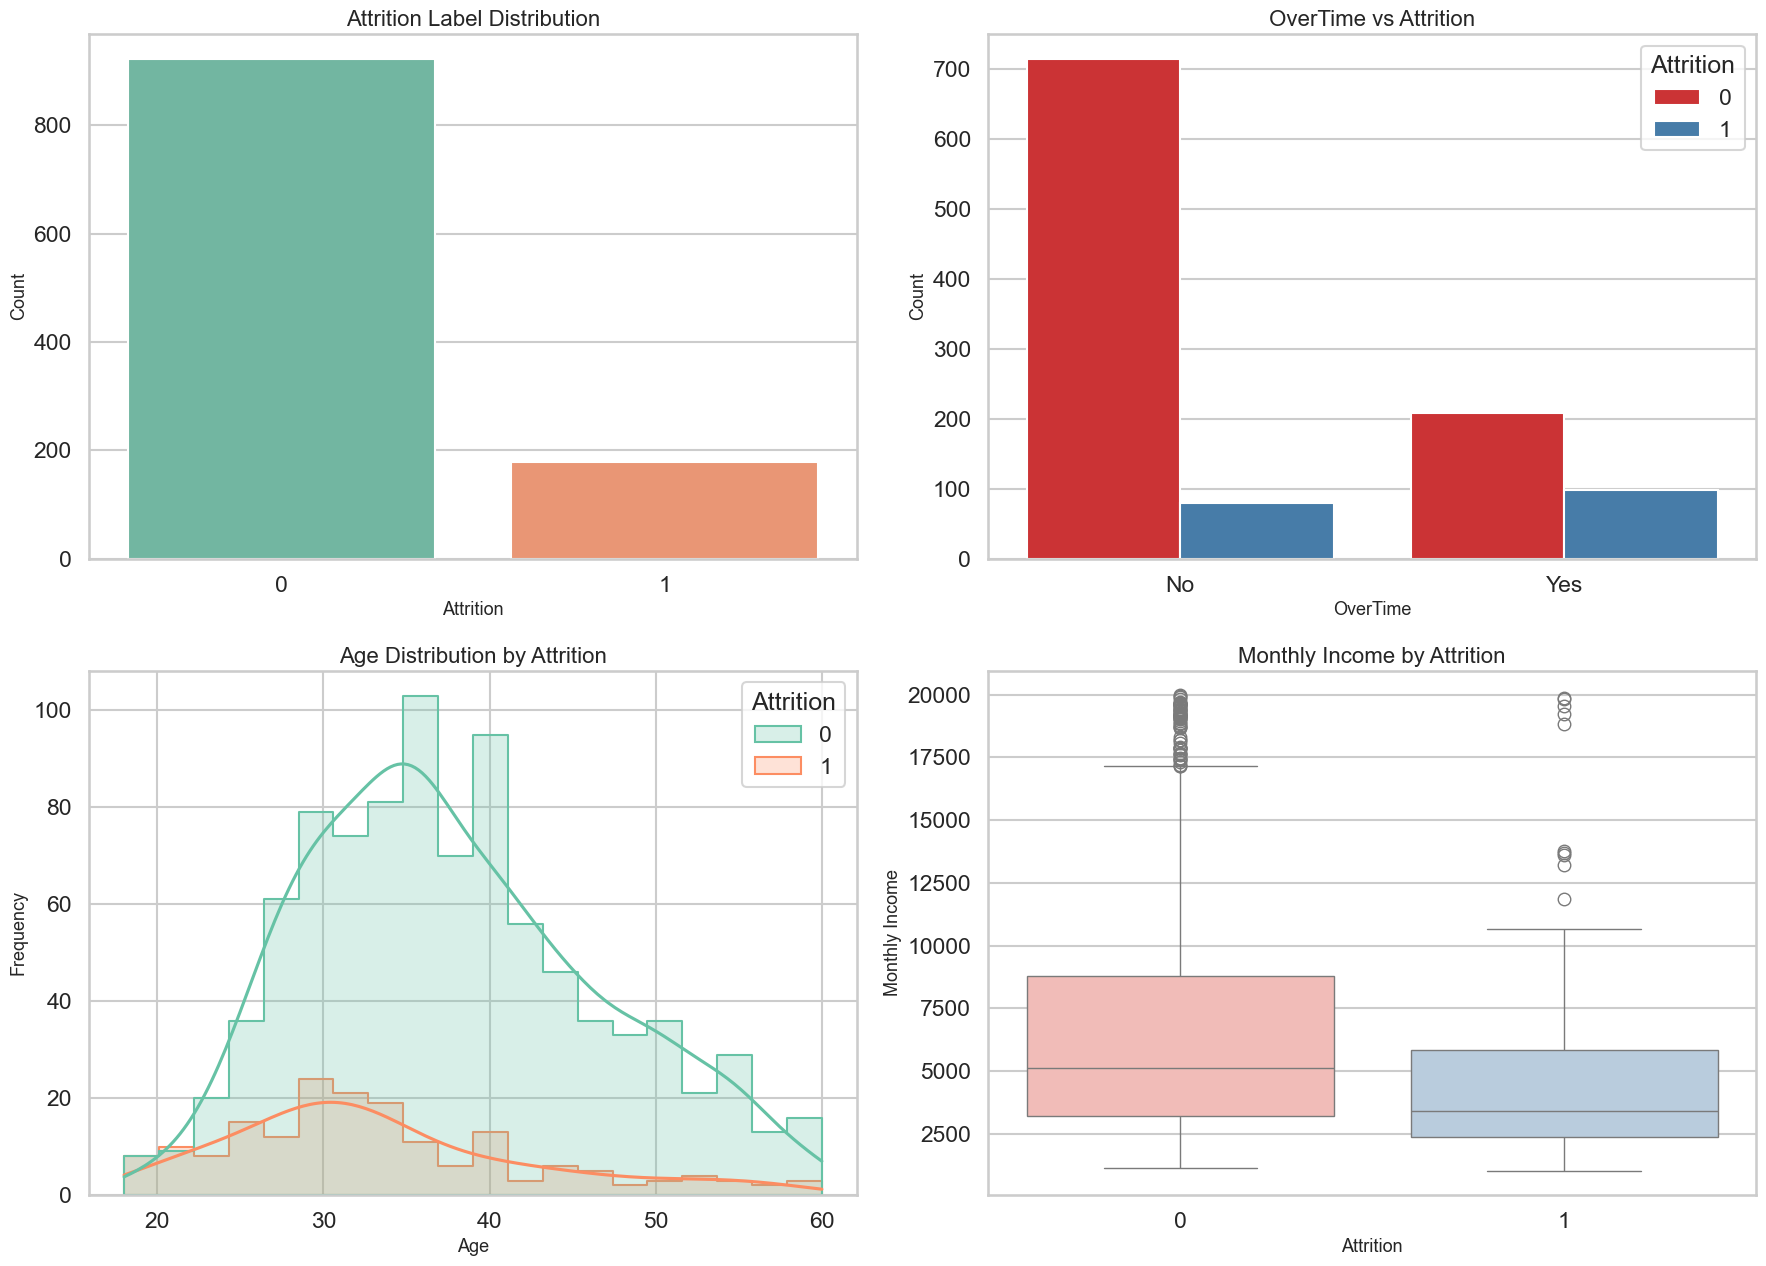 Attrition Label Distribution
Count
800
600
400
200
0
0 1
Attrition
OverTime vs Attrition
Count
700
600
500
400
300
200
100
0
Attrition
0
1
No Yes
OverTime
Age Distribution by Attrition
Frequency
100
80
60
40
20
0
Attrition
0
1
20 30 40 50 60
Age
Monthly Income by Attrition
Monthly Income
20000
17500
15000
12500
10000
7500
5000
2500
0 1
Attrition